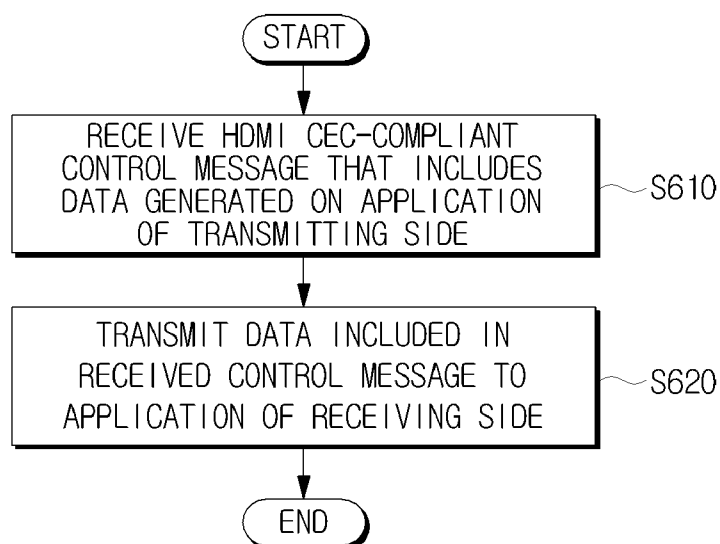 START
RECEIVE HDMI CEC-COMPLIANT
CONTROL MESSAGE THAT INCLUDES
DATA GENERATED ON APPLICATION
OF TRANSMITTING SIDE
S610
TRANSMIT DATA INCLUDED IN
RECEIVED CONTROL MESSAGE TO
APPLICATION OF RECEIVING SIDE
S620
END